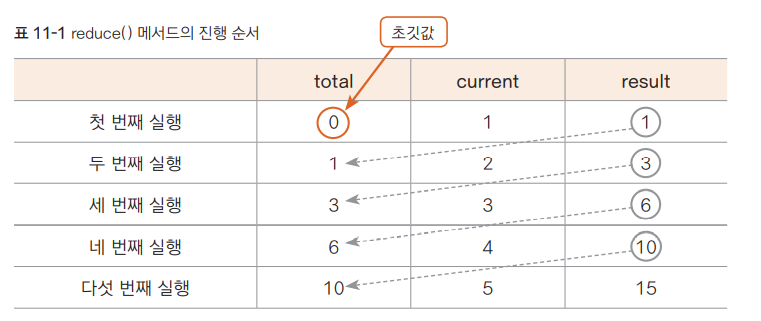 표 11-1 reduce() 메서드의 진행 순서
초깃값
total current result
첫 번째 실행 0 1 1
두 번째 실행 1 2 3
세 번째 실행 3 3 6
네 번째 실행 6 4 10
다섯 번째 실행 10 5 15